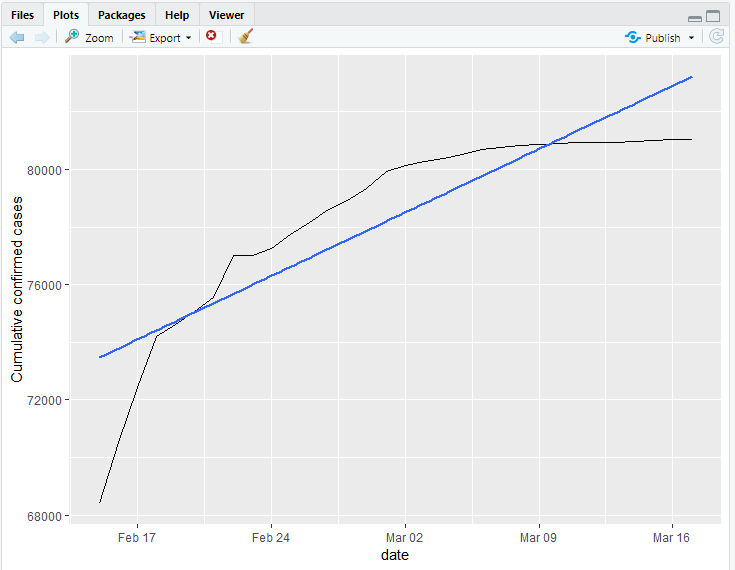 Files Plots Packages Help Viewer
Zoom Export Publish
80000
76000
72000
68000
Cumulative confirmed cases
Feb 17 Feb 24 Mar 02 Mar 09 Mar 16
date